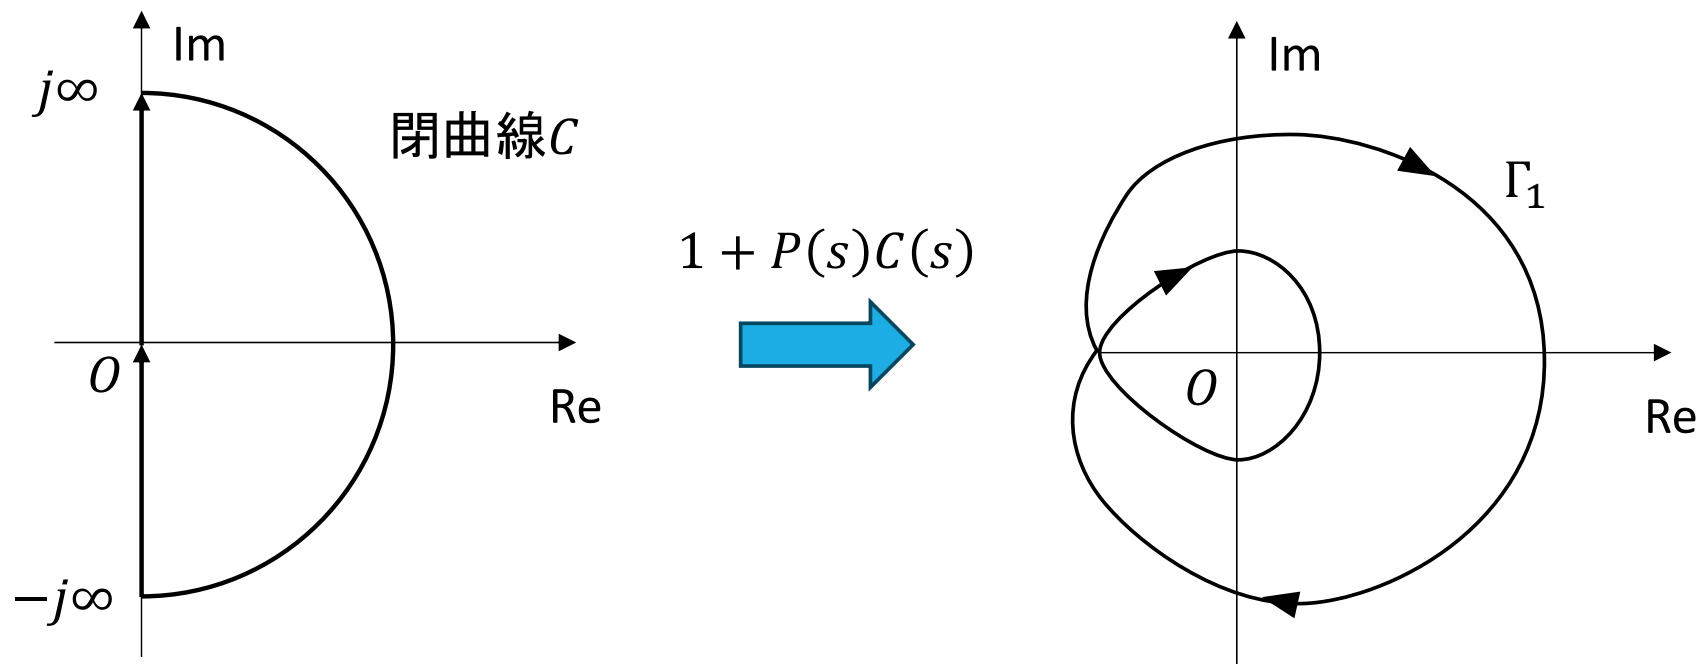 Im
j∞
閉曲線C
O
Re
−j∞
1 + P(s)C(s)
Im
Γ₁
O
Re